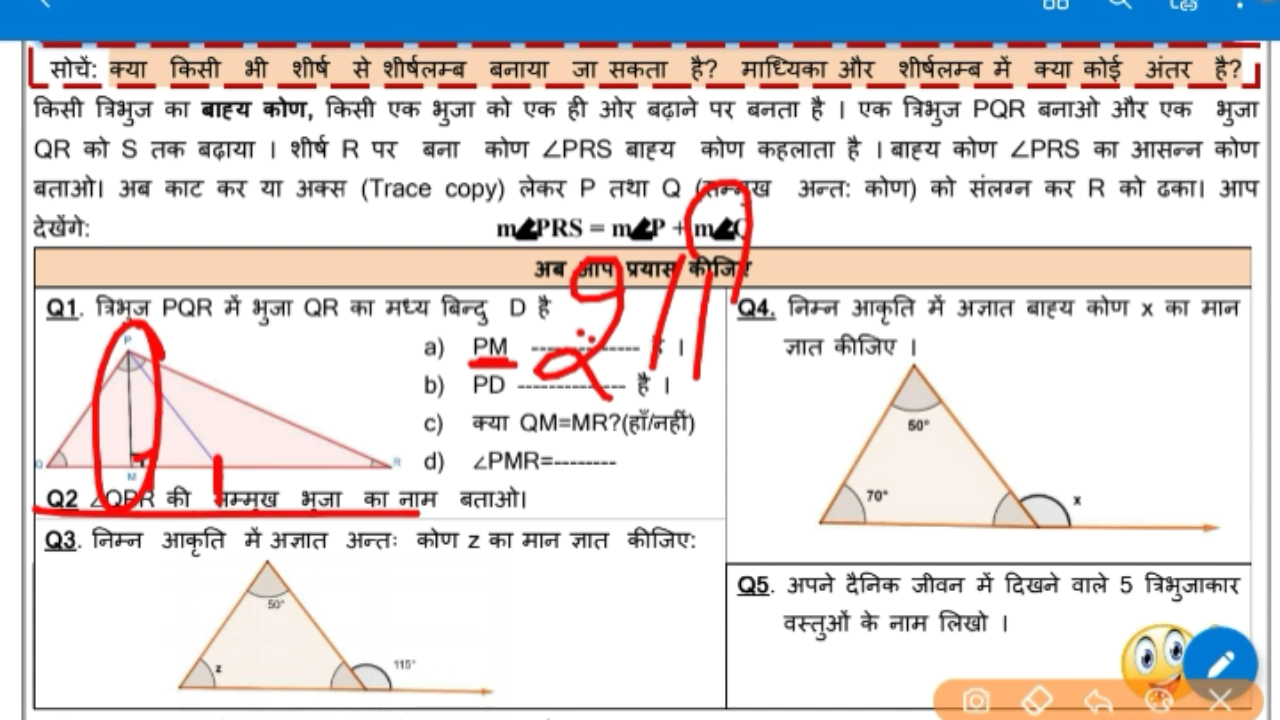 सोचें: क्या किसी भी शीर्ष से शीर्षलम्ब बनाया जा सकता है? माध्यिका और शीर्षलम्ब में क्या कोई अंतर है?
किसी त्रिभुज का बाह्य कोण, किसी एक भुजा को एक ही ओर बढ़ाने पर बनता है । एक त्रिभुज PQR बनाओ और एक भुजा
QR को S तक बढ़ाया । शीर्ष R पर बना कोण ∠PRS बाह्य कोण कहलाता है । बाह्य कोण ∠PRS का आसन्न कोण
बताओ। अब काट कर या अक्स (Trace copy) लेकर P तथा Q (सम्मुख अन्त: कोण) को संलग्न कर R को ढका। आप
देखेंगे: m∠PRS = m∠P + m∠Q
अब आप प्रयास कीजिए
Q1. त्रिभुज PQR में भुजा QR का मध्य बिन्दु D है
P
Q
M
R
a) PM ------------- है ।
b) PD ------------- है ।
c) क्या QM=MR?(हाँ/नहीं)
d) ∠PMR=--------
Q2 ∠QPR की सम्मुख भुजा का नाम बताओ।
Q3. निम्न आकृति में अज्ञात अन्तः कोण z का मान ज्ञात कीजिए:
50°
z
115°
Q4. निम्न आकृति में अज्ञात बाह्य कोण x का मान
ज्ञात कीजिए ।
50°
70°
x
Q5. अपने दैनिक जीवन में दिखने वाले 5 त्रिभुजाकार
वस्तुओं के नाम लिखो ।